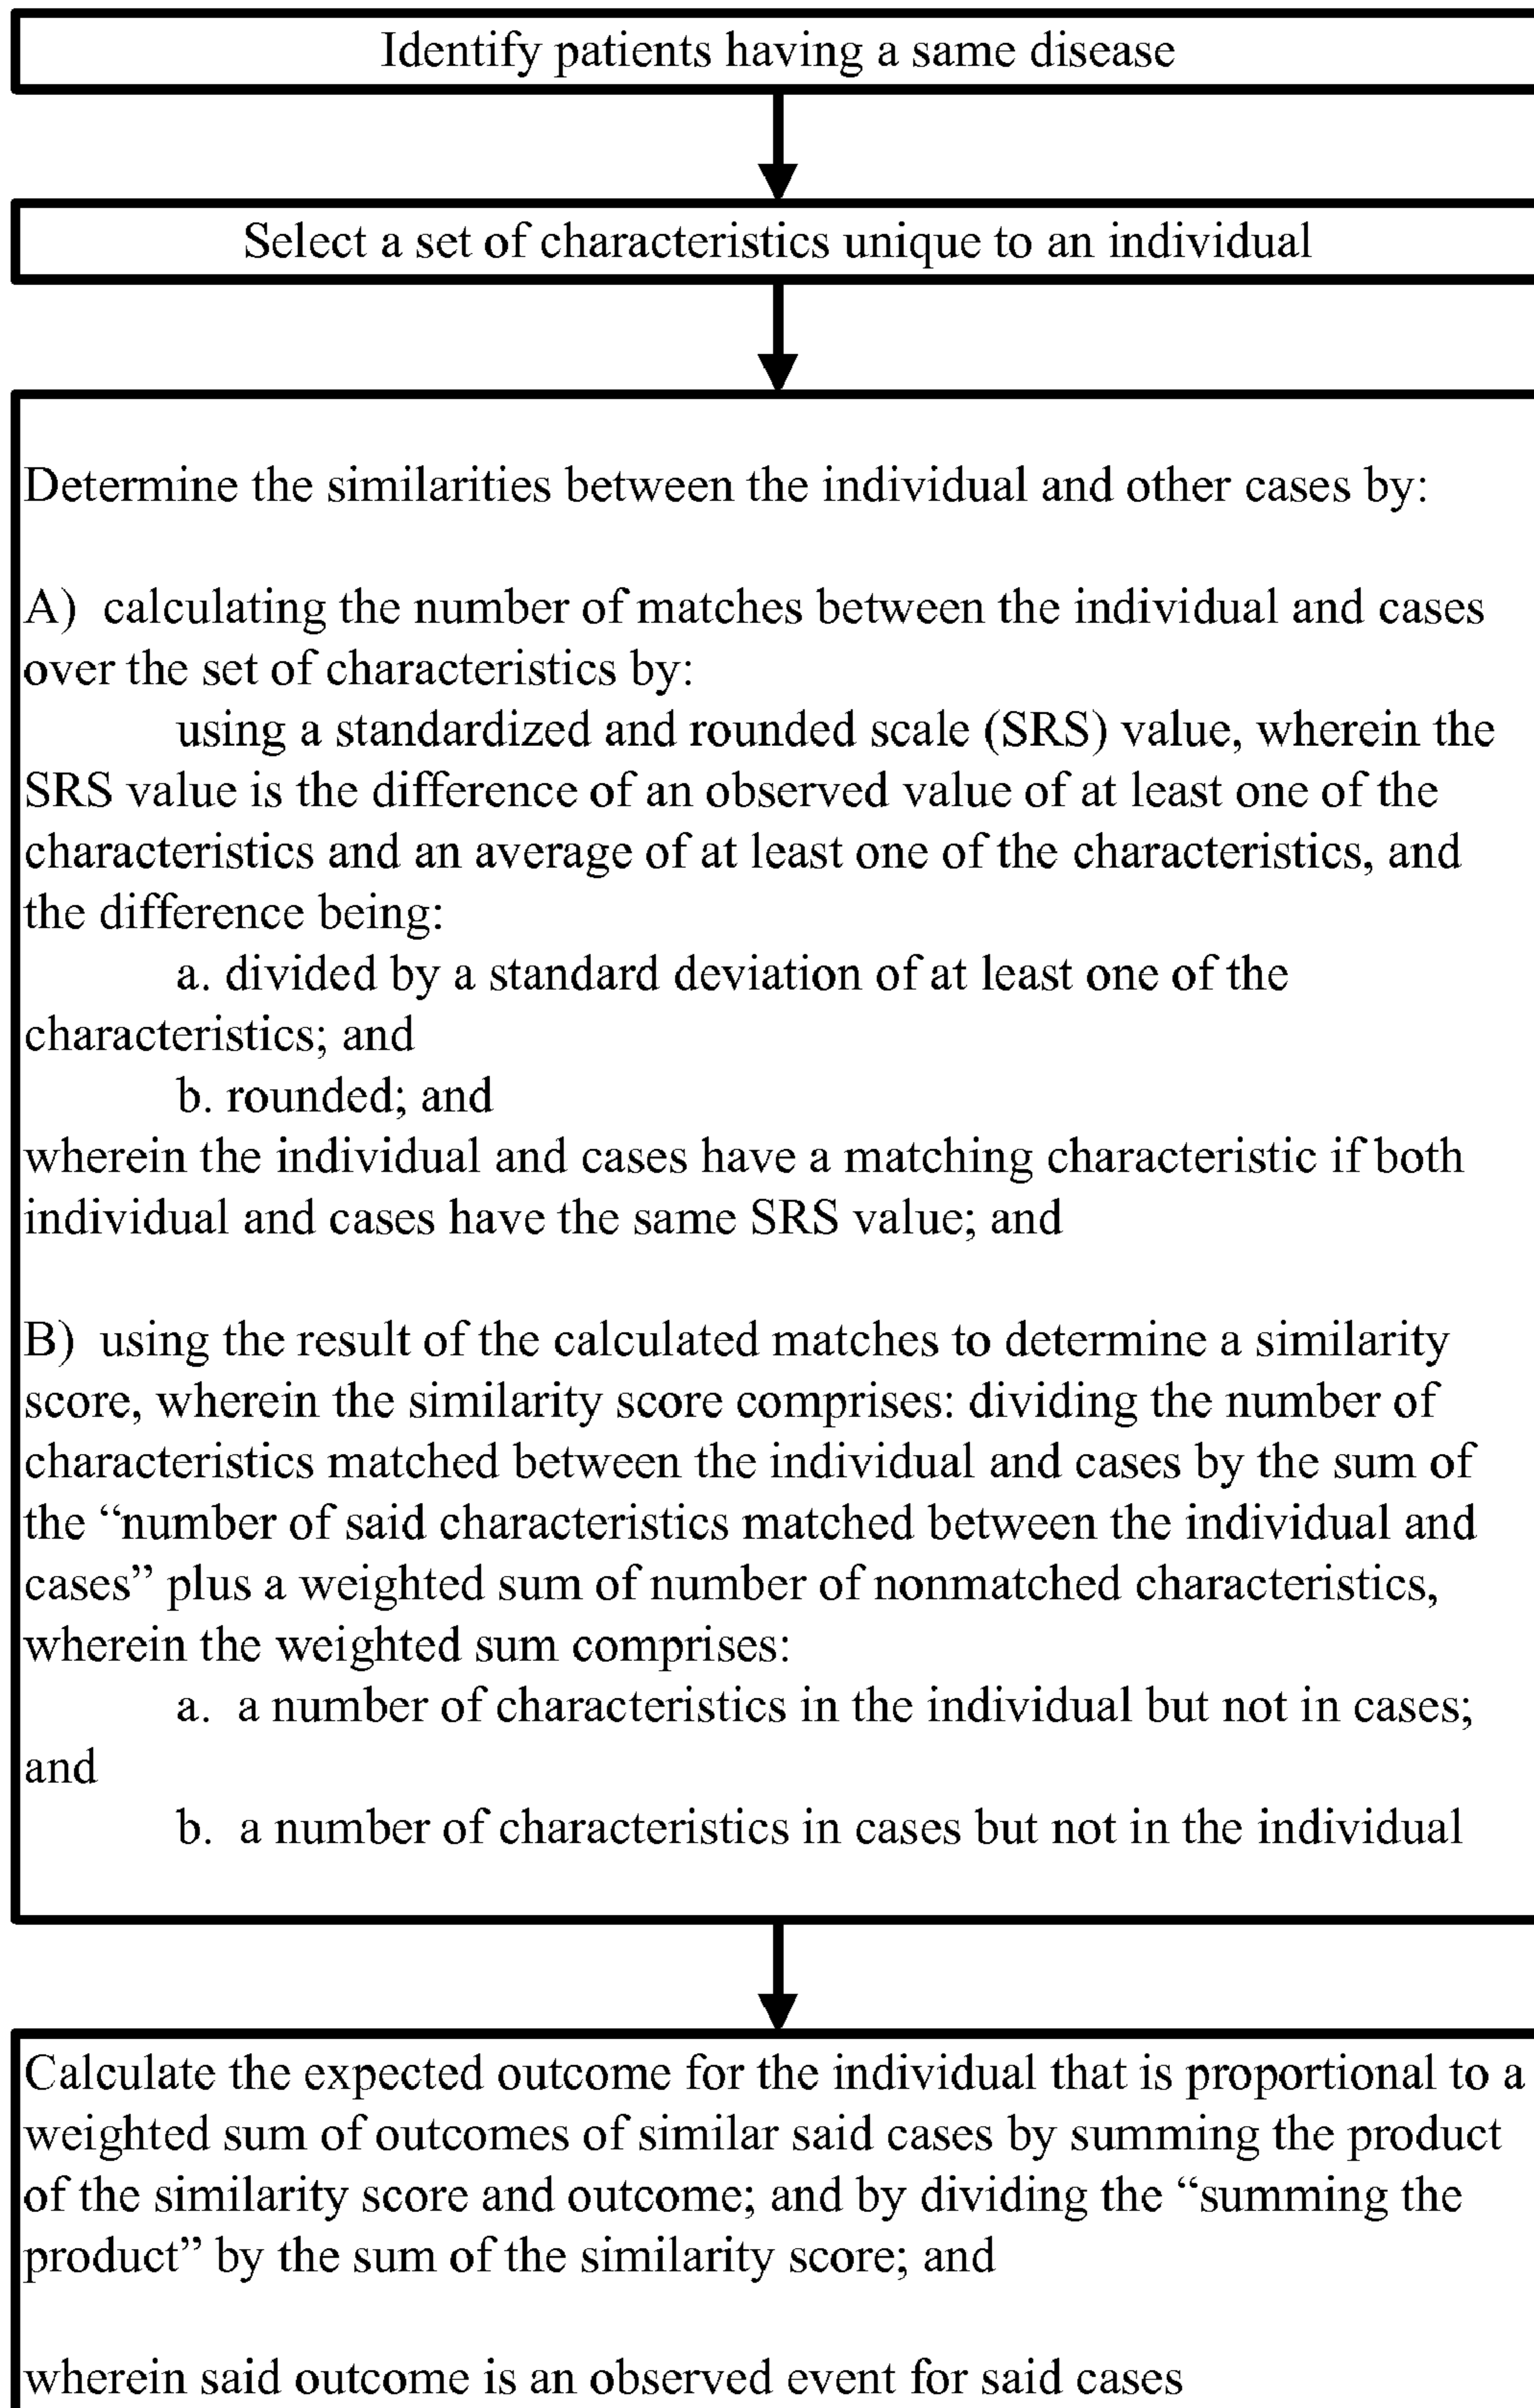 Identify patients having a same disease
Select a set of characteristics unique to an individual
Determine the similarities between the individual and other cases by:
A) calculating the number of matches between the individual and cases
over the set of characteristics by:
using a standardized and rounded scale (SRS) value, wherein the
SRS value is the difference of an observed value of at least one of the
characteristics and an average of at least one of the characteristics, and
the difference being:
a. divided by a standard deviation of at least one of the
characteristics; and
b. rounded; and
wherein the individual and cases have a matching characteristic if both
individual and cases have the same SRS value; and
B) using the result of the calculated matches to determine a similarity
score, wherein the similarity score comprises: dividing the number of
characteristics matched between the individual and cases by the sum of
the “number of said characteristics matched between the individual and
cases” plus a weighted sum of number of nonmatched characteristics,
wherein the weighted sum comprises:
a. a number of characteristics in the individual but not in cases;
and
b. a number of characteristics in cases but not in the individual
Calculate the expected outcome for the individual that is proportional to a
weighted sum of outcomes of similar said cases by summing the product
of the similarity score and outcome; and by dividing the “summing the
product” by the sum of the similarity score; and
wherein said outcome is an observed event for said cases